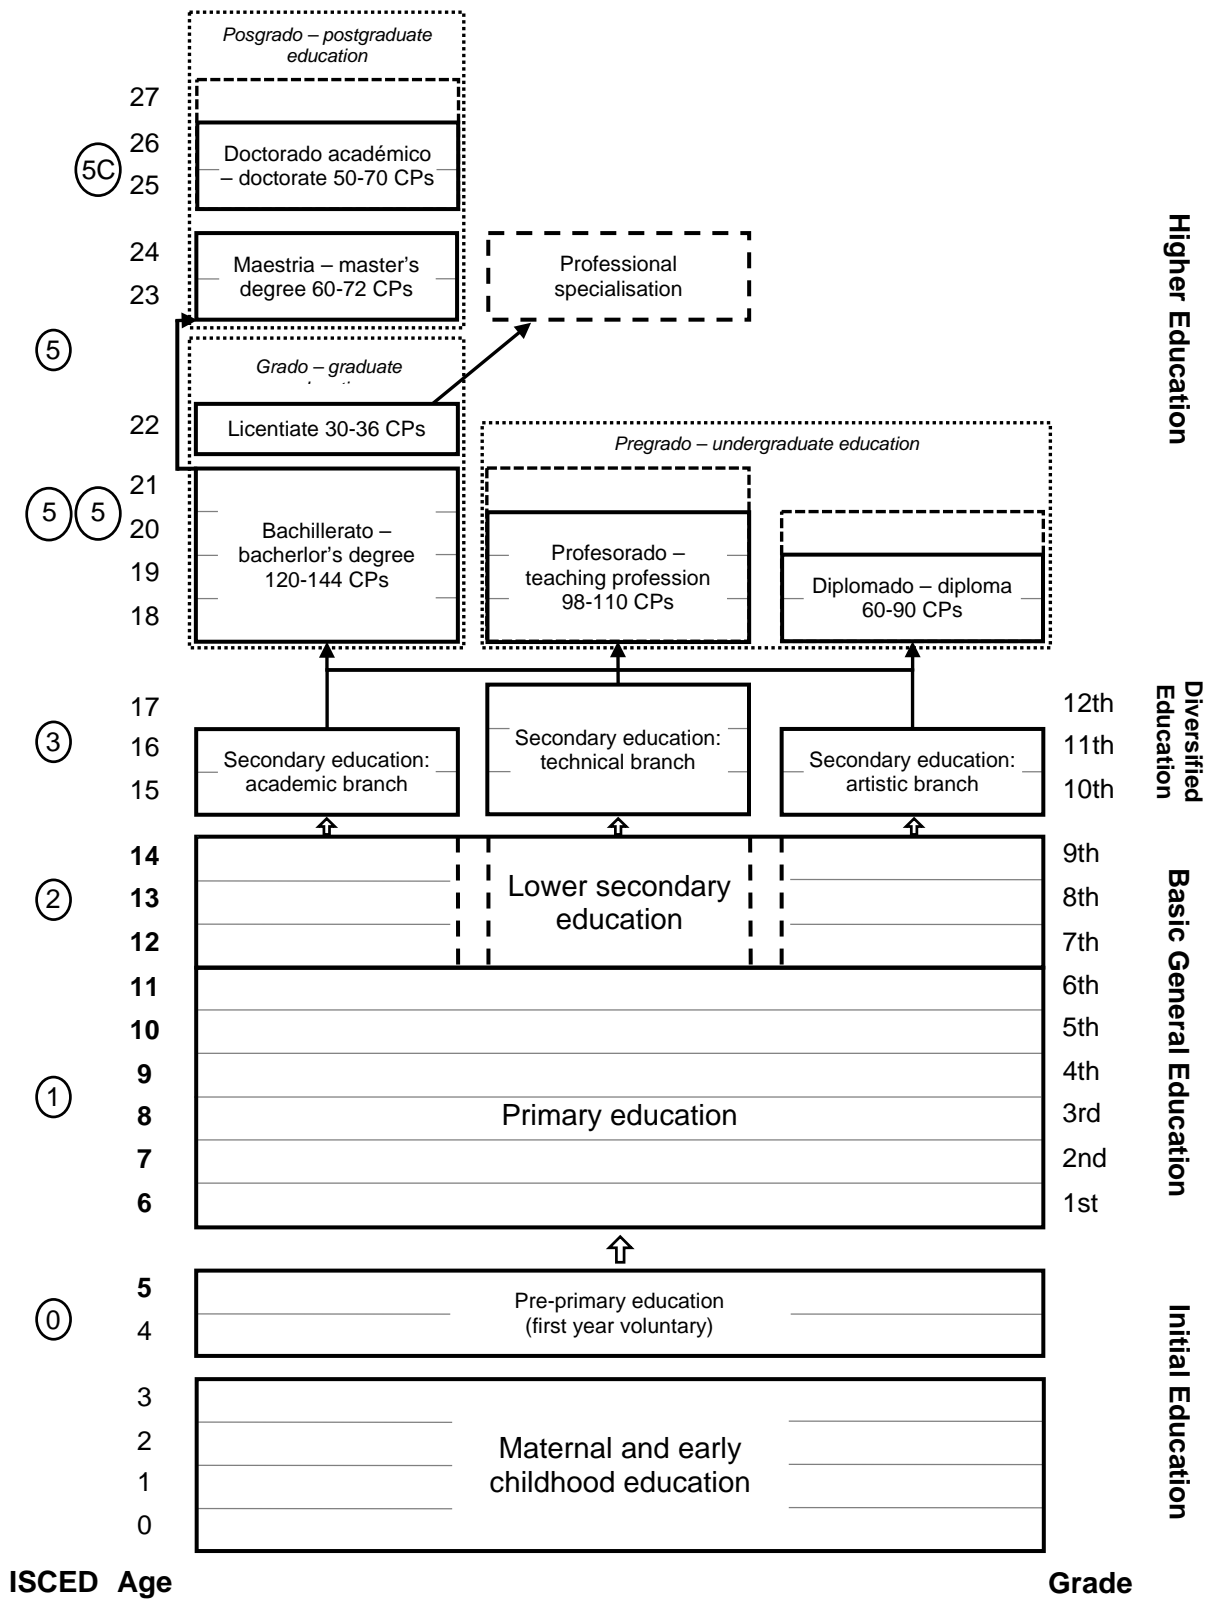 Posgrado – postgraduate
education
27
26
5C
25
Doctorado académico
– doctorate 50-70 CPs
24
23
Maestria – master's
degree 60-72 CPs
Professional
specialisation
5
Grado – graduate
22
Licentiate 30-36 CPs
Pregrado – undergraduate education
21
5
5
20
19
18
Bachillerato –
bacherlor's degree
120-144 CPs
Profesorado –
teaching profession
98-110 CPs
Diplomado – diploma
60-90 CPs
Higher Education
17
3
16
15
Secondary education:
academic branch
Secondary education:
technical branch
Secondary education:
artistic branch
12th
11th
10th
Diversified
Education
14
2
13
12
Lower secondary
education
9th
8th
7th
11
10
9
1
8
7
6
Primary education
6th
5th
4th
3rd
2nd
1st
Basic General Education
5
0
4
Pre-primary education
(first year voluntary)
3
2
1
0
Maternal and early
childhood education
Initial Education
ISCED Age
Grade